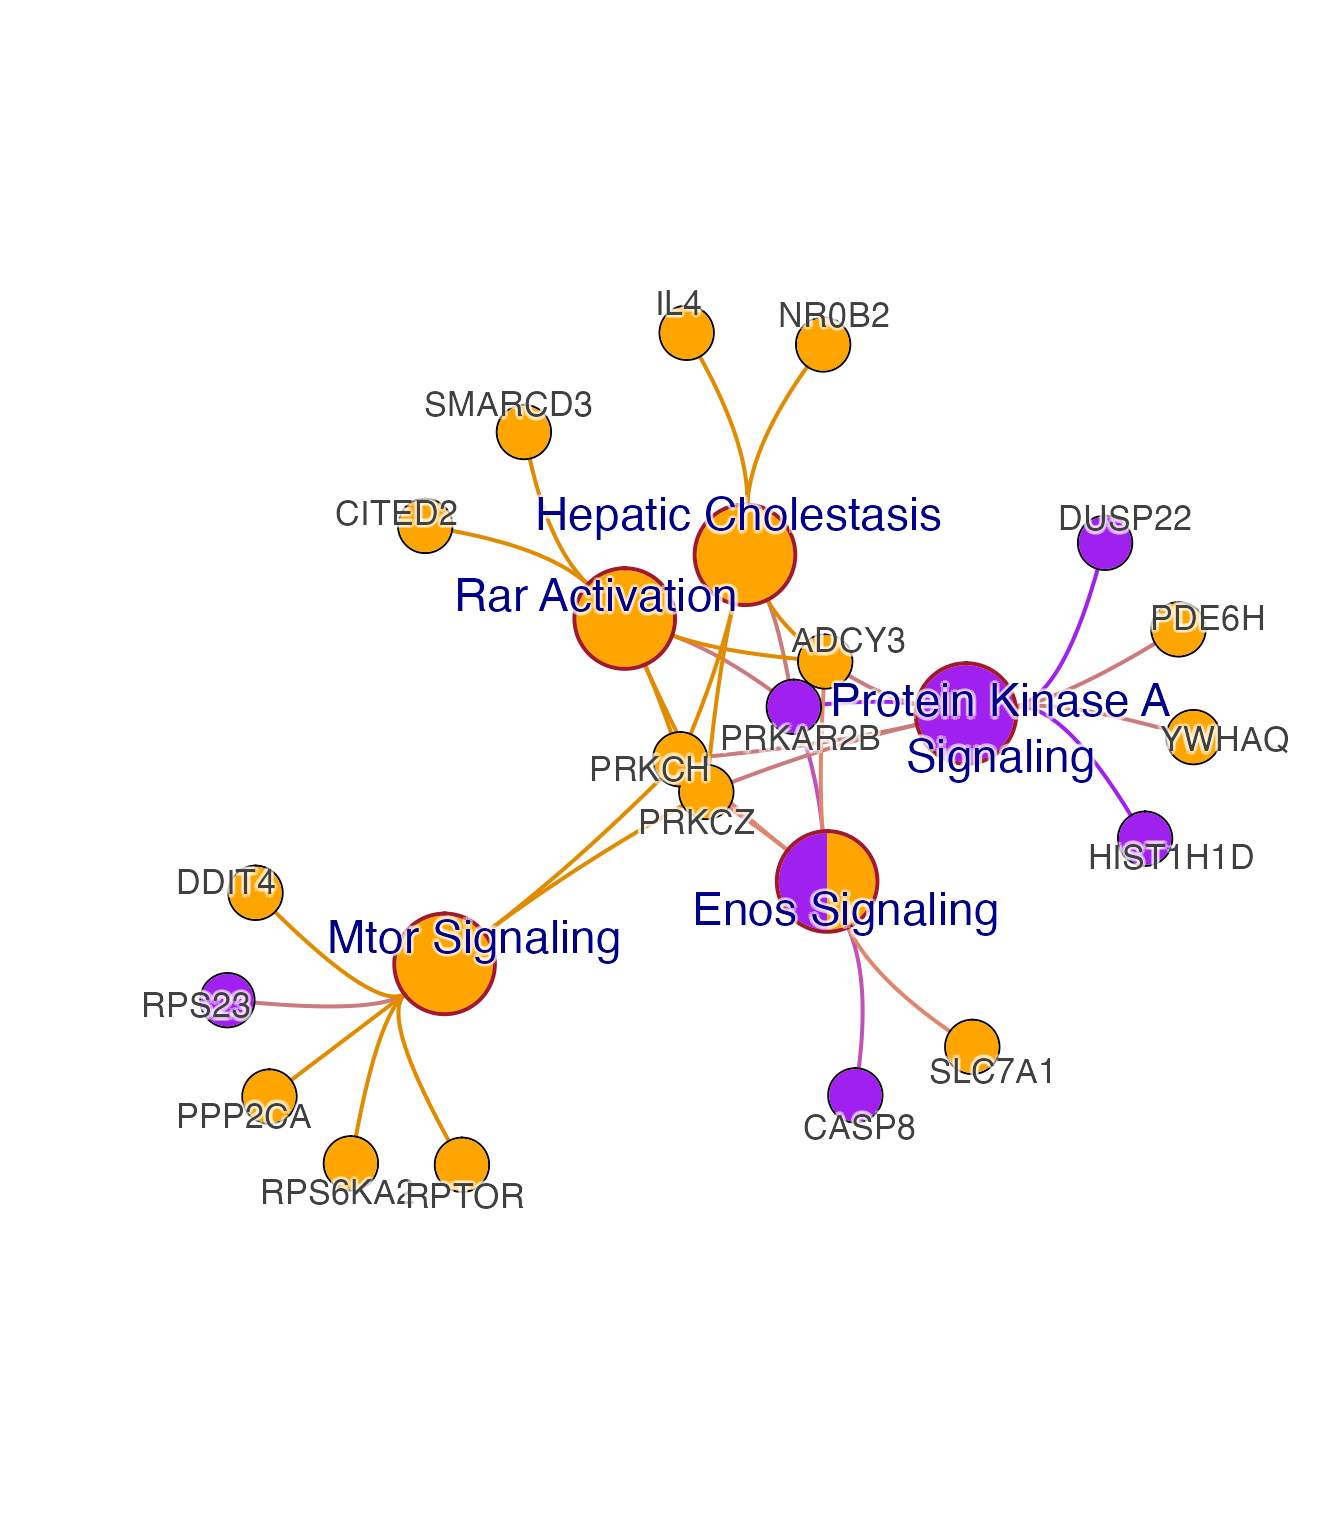 IL4
NR0B2
SMARCD3
CITED2
Hepatic Cholestasis
DUSP22
Rar Activation
PDE6H
ADCY3
Protein Kinase A
Signaling
PRKAR2B
YWHAQ
PRKCH
PRKCZ
HIST1H1D
DDIT4
Enos Signaling
Mtor Signaling
RPS23
SLC7A1
PPP2CA
CASP8
RPS6KA2
RPTOR